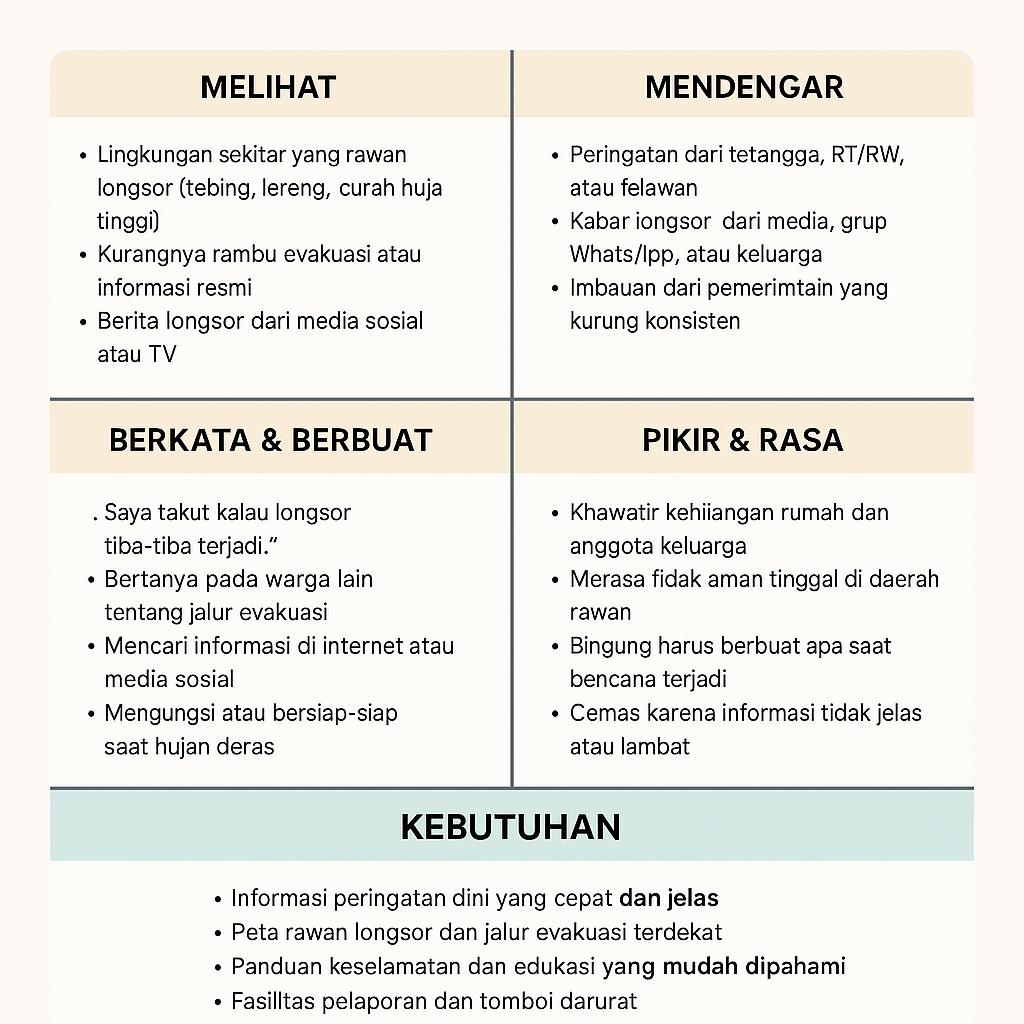 MELIHAT
• Lingkungan sekitar yang rawan
longsor (tebing, lereng, curah huja
tinggi)
• Kurangnya rambu evakuasi atau
informasi resmi
• Berita longsor dari media sosial
atau TV
MENDENGAR
• Peringatan dari tetangga, RT/RW,
atau felawan
• Kabar iongsor dari media, grup
Whats/Ipp, atau keluarga
• Imbauan dari pemerimtain yang
kurung konsisten
BERKATA & BERBUAT
. Saya takut kalau longsor
tiba-tiba terjadi.”
• Bertanya pada warga lain
tentang jalur evakuasi
• Mencari informasi di internet atau
media sosial
• Mengungsi atau bersiap-siap
saat hujan deras
PIKIR & RASA
• Khawatir kehiiangan rumah dan
anggota keluarga
• Merasa fidak aman tinggal di daerah
rawan
• Bingung harus berbuat apa saat
bencana terjadi
• Cemas karena informasi tidak jelas
atau lambat
KEBUTUHAN
• Informasi peringatan dini yang cepat dan jelas
• Peta rawan longsor dan jalur evakuasi terdekat
• Panduan keselamatan dan edukasi yang mudah dipahami
• Fasilltas pelaporan dan tomboi darurat